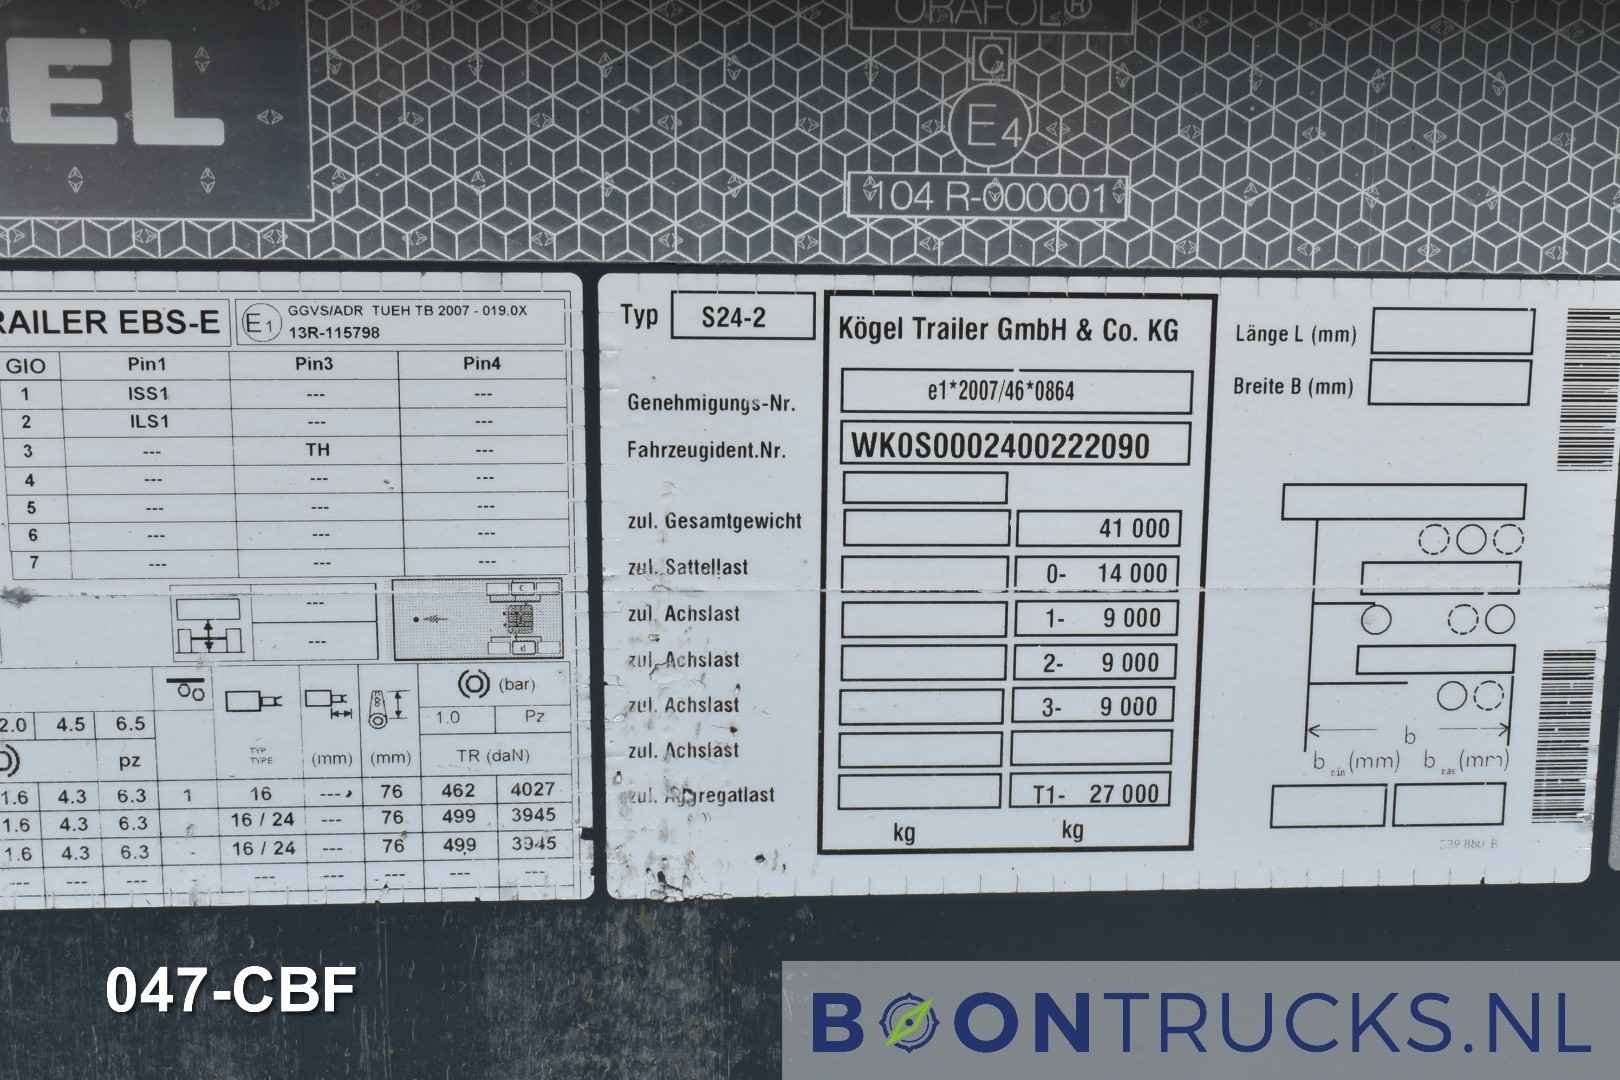 EL
ORAFOL®
C
E4
104 R-000001
RAILER EBS-E
E1
GGVS/ADR TUEH TB 2007 - 019.0X
13R-115798
GIO Pin1 Pin3 Pin4
1 ISS1 --- ---
2 ILS1 --- ---
3 --- TH ---
4 --- --- ---
5 --- --- ---
6 --- --- ---
7 --- --- ---
---
---
(bar)
2.0 4.5 6.5
1.0 Pz
pz
TYP
TYPE
(mm) (mm) TR (daN)
1.6 4.3 6.3 1 16 --- 76 462 4027
1.6 4.3 6.3 16 / 24 --- 76 499 3945
1.6 4.3 6.3 - 16 / 24 --- 76 499 3945
--- --- --- - --- --- --- --- ---
Typ S24-2
Kögel Trailer GmbH & Co. KG
Genehmigungs-Nr. e1*2007/46*0864
Fahrzeugident.Nr. WK0S0002400222090
zul. Gesamtgewicht 41 000
zul. Sattellast 0- 14 000
zul. Achslast 1- 9 000
zul. Achslast 2- 9 000
zul. Achslast 3- 9 000
zul. Achslast
zul. Aggregatlast T1- 27 000
kg kg
Länge L (mm)
Breite B (mm)
b
b min (mm) b max (mm)
047-CBF
BOONTRUCKS.NL